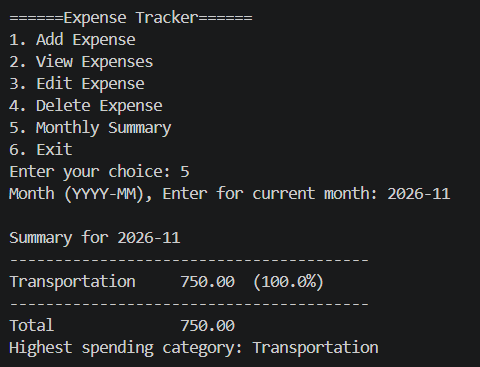 ======Expense Tracker======
1. Add Expense
2. View Expenses
3. Edit Expense
4. Delete Expense
5. Monthly Summary
6. Exit
Enter your choice: 5
Month (YYYY-MM), Enter for current month: 2026-11

Summary for 2026-11
----------------------------------------
Transportation     750.00  (100.0%)
----------------------------------------
Total              750.00
Highest spending category: Transportation